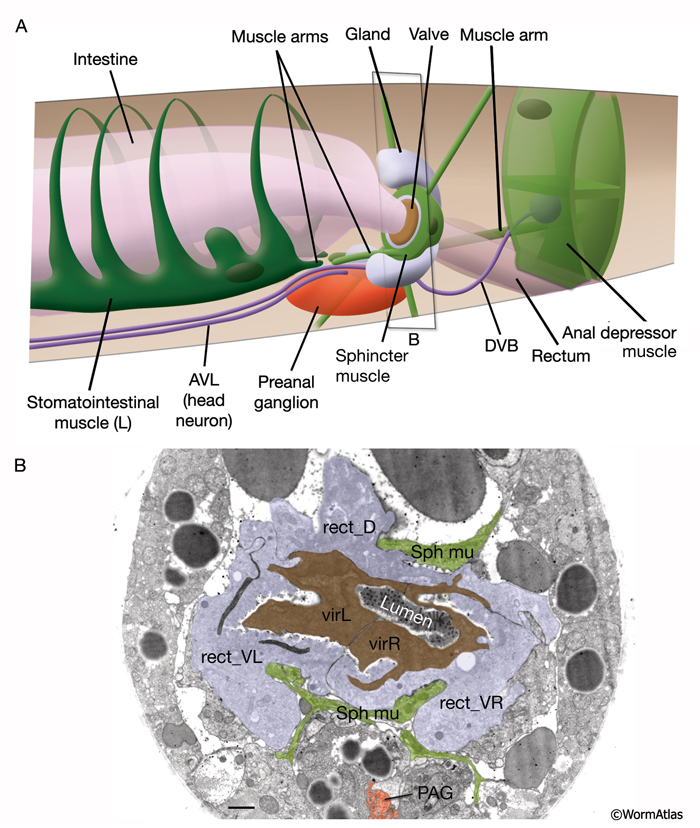 A
Muscle arms
Gland
Valve
Muscle arm
Intestine
B
DVB
Rectum
Anal depressor
muscle
Sphincter
muscle
Preanal
ganglion
AVL
(head
neuron)
Stomatointestinal
muscle (L)
B
rect_D
Sph mu
virL
Lumen
virR
rect_VL
rect_VR
Sph mu
PAG
©WormAtlas